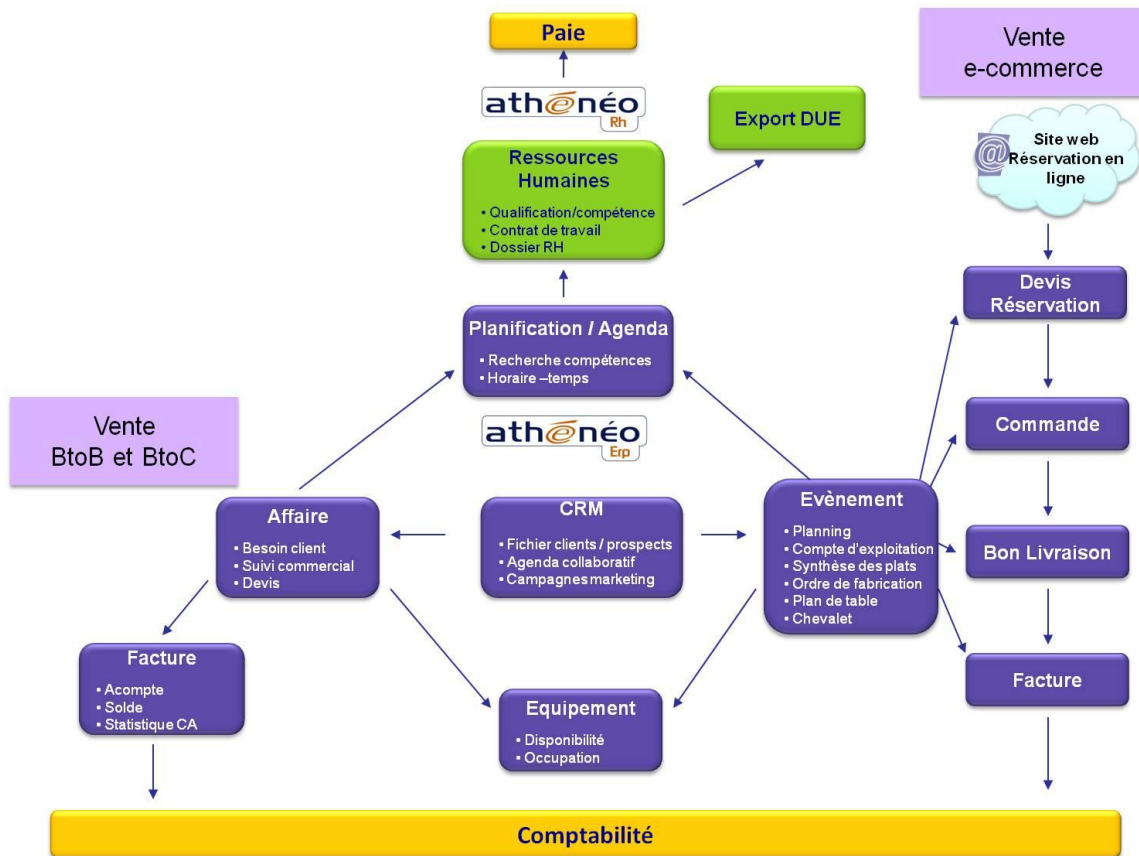 Paie
Vente
e-commerce
athénéo
Rh
Export DUE
@
Site web
Réservation en
ligne
Ressources
Humaines
▪ Qualification/compétence
▪ Contrat de travail
▪ Dossier RH
Devis
Réservation
Planification / Agenda
▪ Recherche compétences
▪ Horaire –temps
Vente
BtoB et BtoC
athénéo
Erp
Commande
Affaire
▪ Besoin client
▪ Suivi commercial
▪ Devis
CRM
▪ Fichier clients / prospects
▪ Agenda collaboratif
▪ Campagnes marketing
Evènement
▪ Planning
▪ Compte d'exploitation
▪ Synthèse des plats
▪ Ordre de fabrication
▪ Plan de table
▪ Chevalet
Bon Livraison
Facture
▪ Acompte
▪ Solde
▪ Statistique CA
Equipement
▪ Disponibilité
▪ Occupation
Facture
Comptabilité